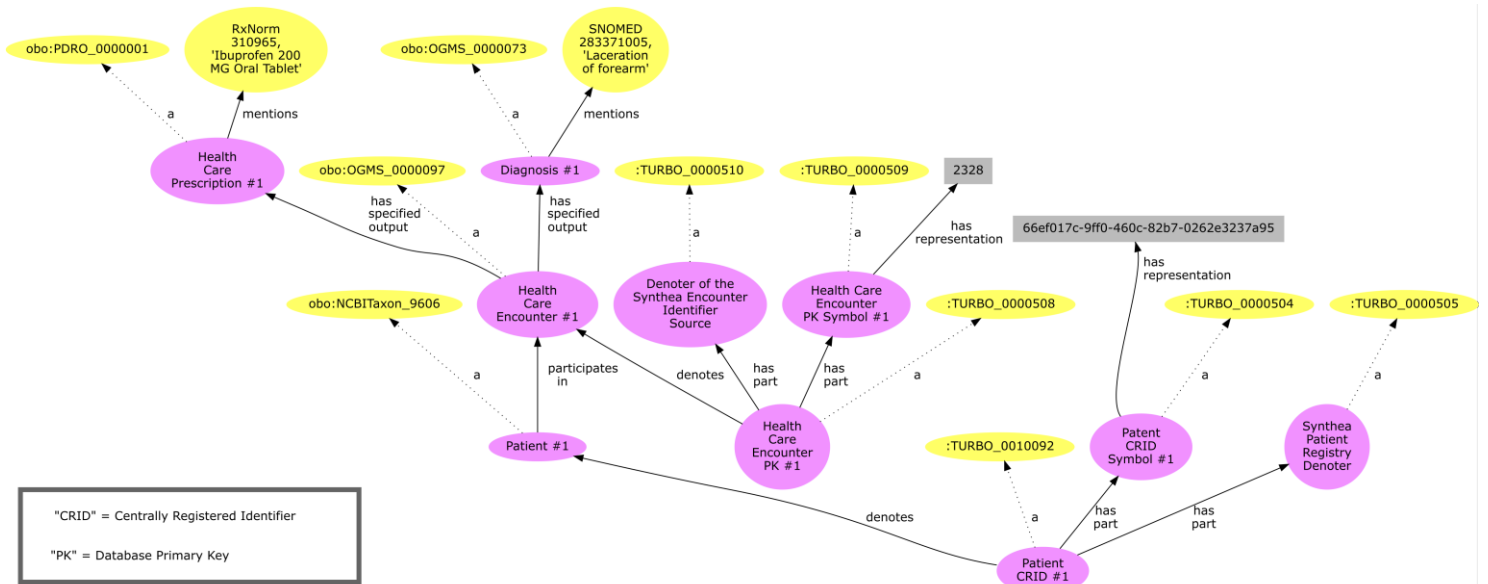 RxNorm
310965,
'Ibuprofen 200
MG Oral Tablet'
SNOMED
283371005,
'Laceration
of forearm'
obo:PDRO_0000001
obo:OGMS_0000073
a
mentions
a
mentions
Health
Care
Prescription #1
obo:OGMS_0000097
Diagnosis #1
:TURBO_0000510
:TURBO_0000509
2328
has
specified
output
a
has
specified
output
a
a
has
representation
66ef017c-9ff0-460c-82b7-0262e3237a95
has
representation
obo:NCBITaxon_9606
Health
Care
Encounter #1
Denoter of the
Synthea Encounter
Identifier
Source
Health Care
Encounter
PK Symbol #1
:TURBO_0000508
:TURBO_0000504
:TURBO_0000505
a
participates
in
denotes
has
part
has
part
a
a
a
Patient #1
Health
Care
Encounter
PK #1
:TURBO_0010092
Patent
CRID
Symbol #1
Synthea
Patient
Registry
Denoter
denotes
a
has
part
has
part
Patient
CRID #1
"CRID" = Centrally Registered Identifier
"PK" = Database Primary Key